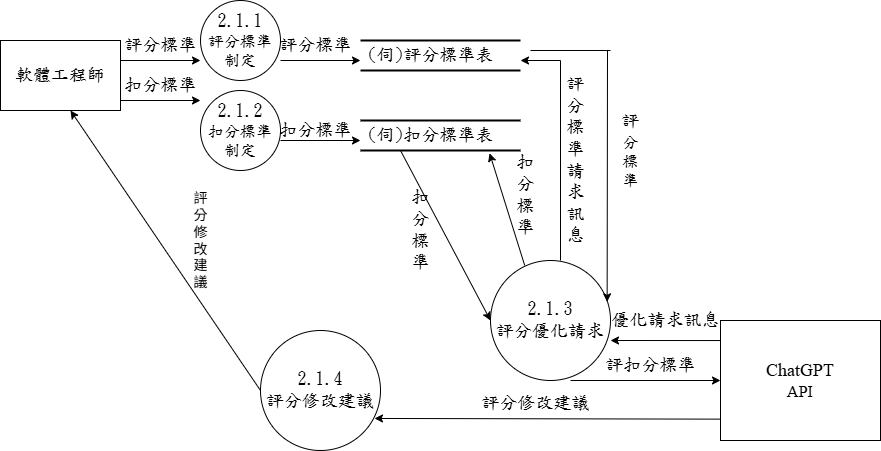 軟體工程師
評分標準
扣分標準
2.1.1
評分標準
制定
2.1.2
扣分標準
制定
評分標準
扣分標準
(伺)評分標準表
(伺)扣分標準表
扣分標準
扣分標準
評分標準請求訊息
評分標準
評分修改建議
2.1.3
評分優化請求
優化請求訊息
評扣分標準
ChatGPT
API
2.1.4
評分修改建議
評分修改建議